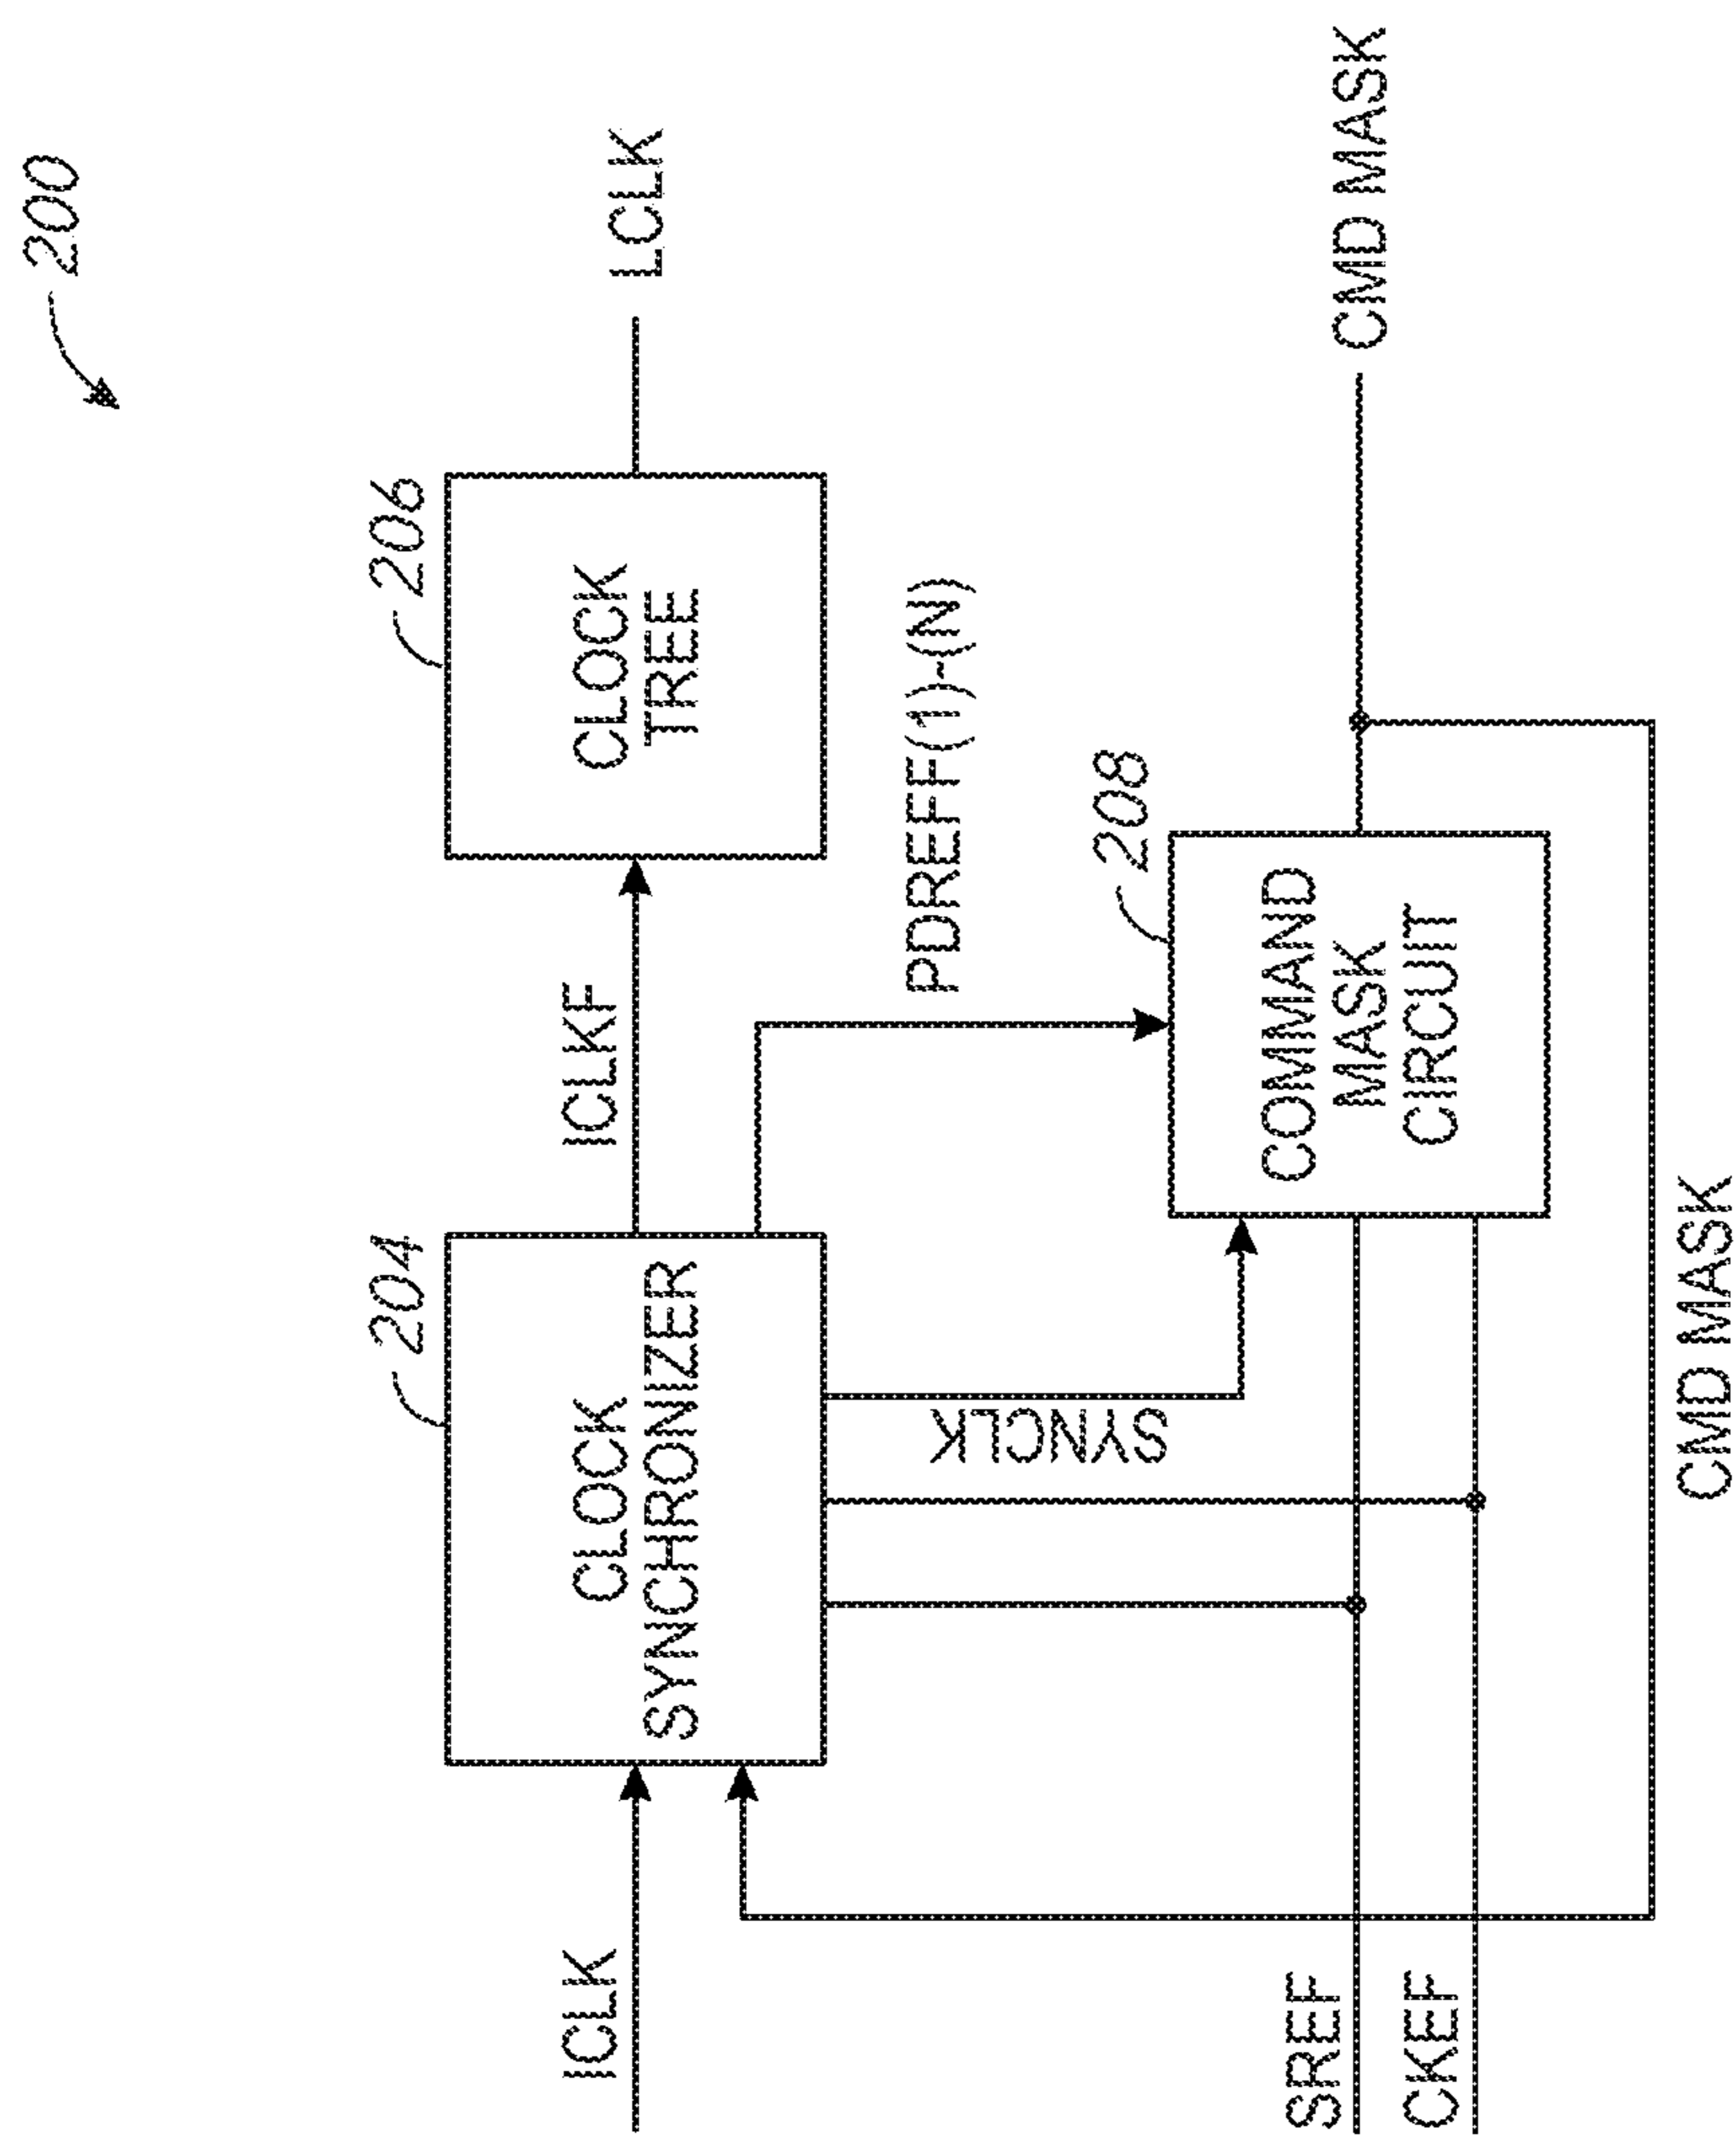 200
204
206
ICLK
CLOCK
SYNCHRONIZER
ICLKF
CLOCK
TREE
LCLK
SYNCLK
PDREFF(1)-(N)
208
SREF
CKEF
COMMAND
MASK
CIRCUIT
CMD MASK
CMD MASK